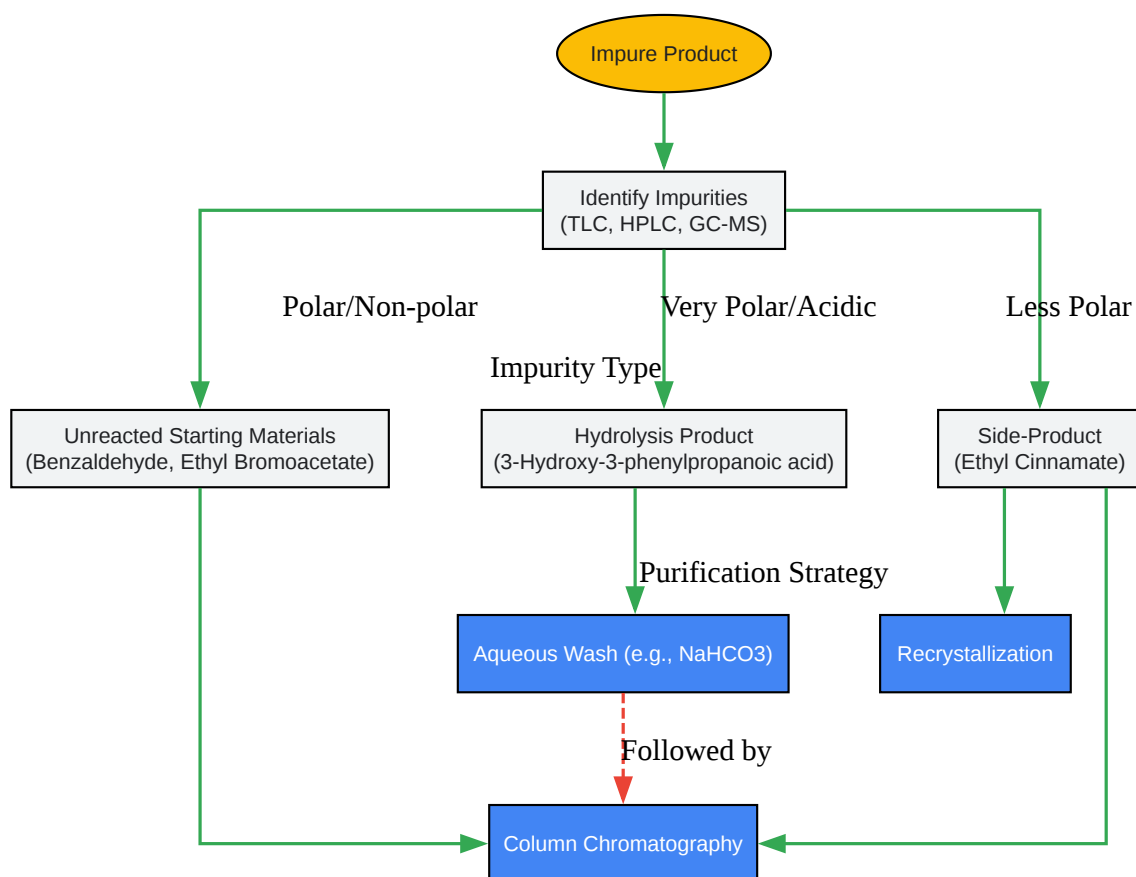 Impure Product
Identify Impurities
(TLC, HPLC, GC-MS)
Polar/Non-polar
Very Polar/Acidic
Less Polar
Impurity Type
Unreacted Starting Materials
(Benzaldehyde, Ethyl Bromoacetate)
Hydrolysis Product
(3-Hydroxy-3-phenylpropanoic acid)
Side-Product
(Ethyl Cinnamate)
Purification Strategy
Aqueous Wash (e.g., NaHCO3)
Recrystallization
Followed by
Column Chromatography